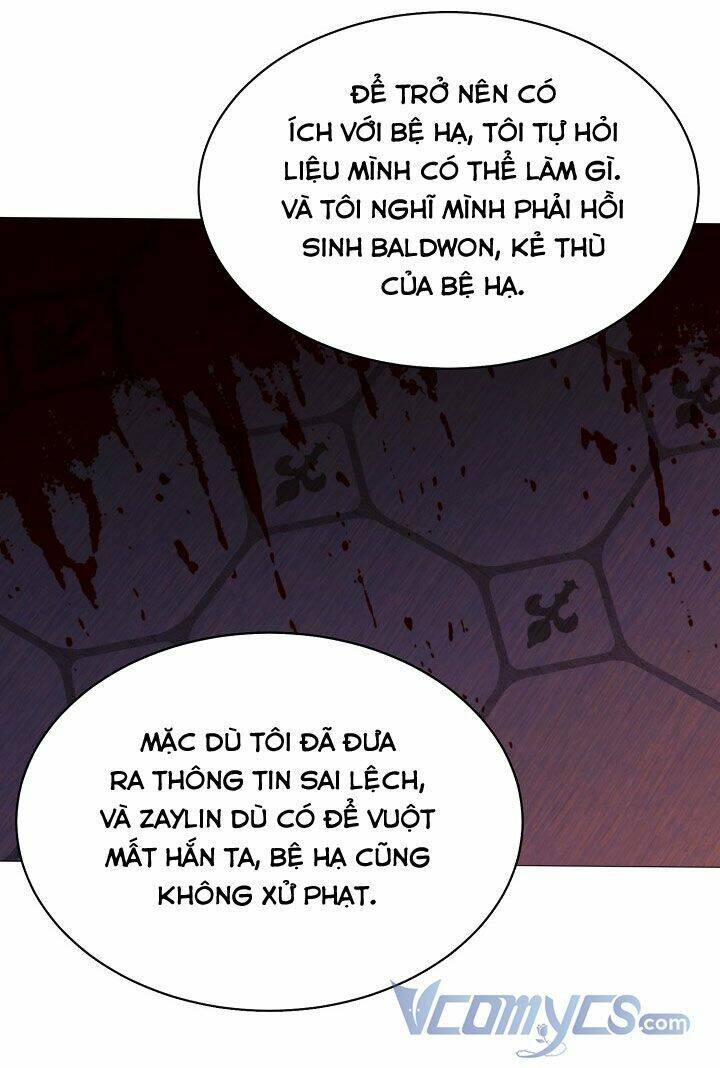 ĐỂ TRỞ NÊN CÓ
ÍCH VỚI BỆ HẠ, TÔI TỰ HỎI
LIỆU MÌNH CÓ THỂ LÀM GÌ.
VÀ TÔI NGHĨ MÌNH PHẢI HỒI
SINH BALDWON, KẺ THÙ
CỦA BỆ HẠ.
MẶC DÙ TÔI ĐÃ ĐƯA
RA THÔNG TIN SAI LỆCH,
VÀ ZAYLIN DÙ CÓ ĐỂ VUỘT
MẤT HẮN TA, BỆ HẠ CŨNG
KHÔNG XỬ PHẠT.
VCOMYCS.com